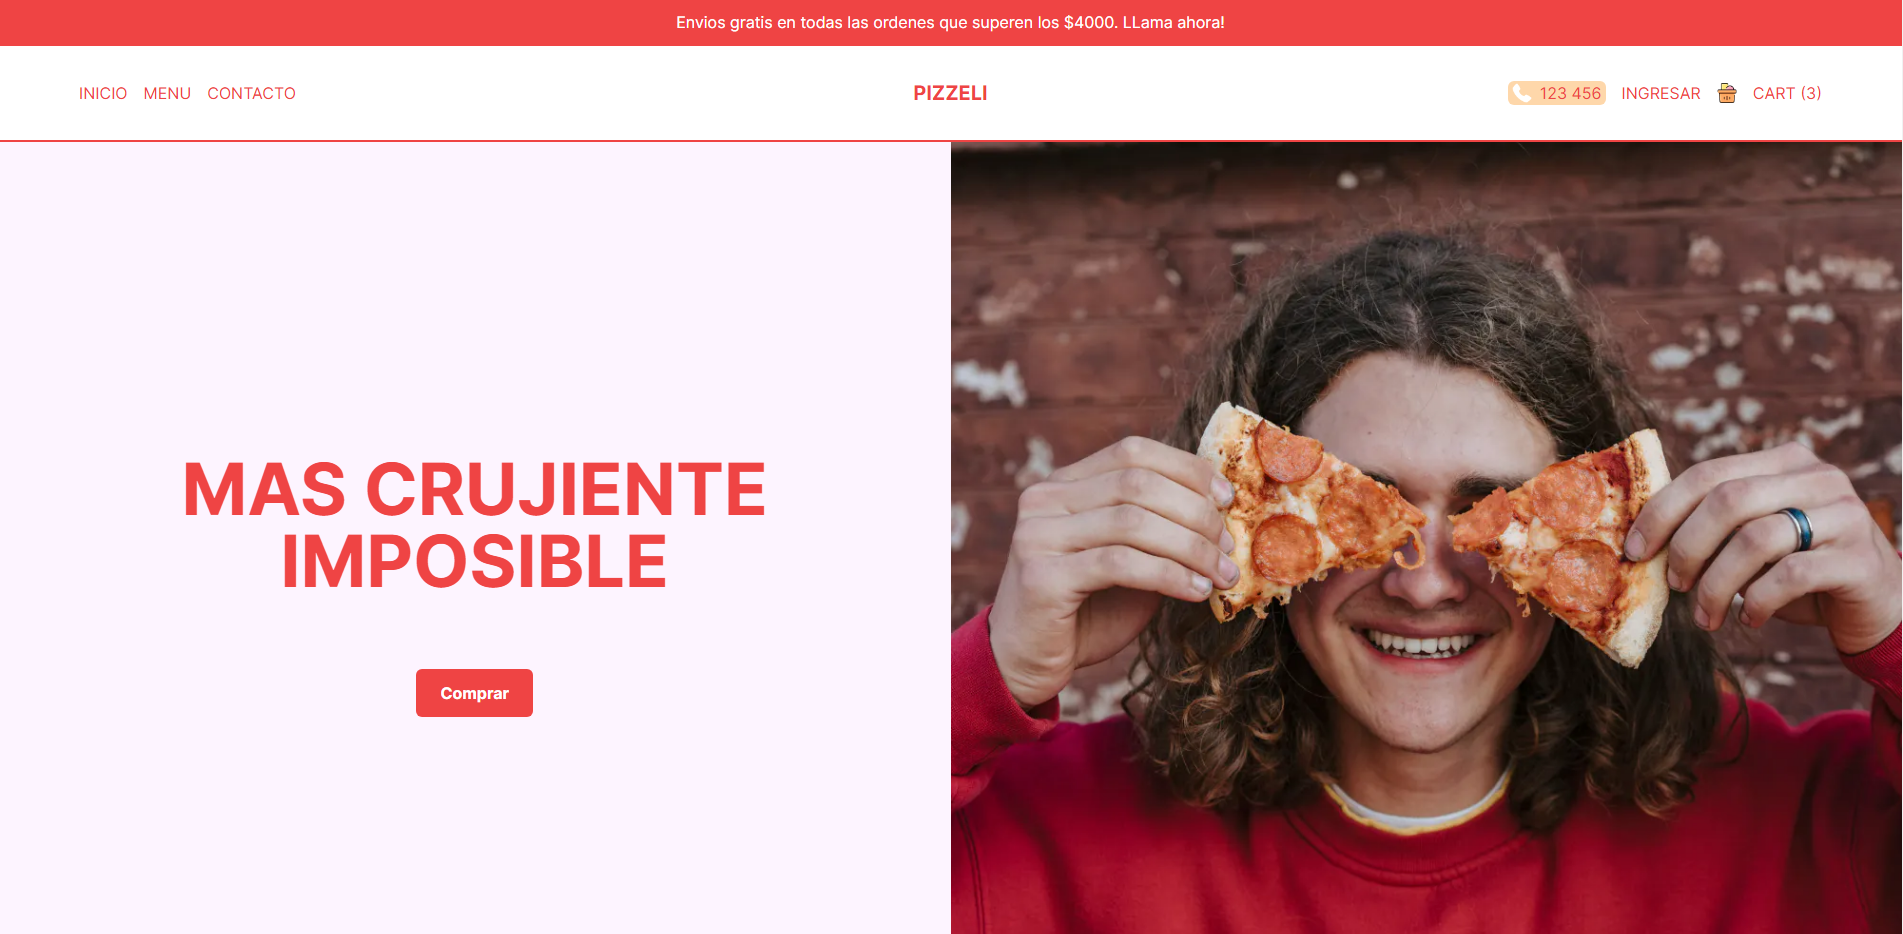 Envios gratis en todas las ordenes que superen los $4000. LLama ahora!
INICIO MENU CONTACTO
PIZZELI
123 456 INGRESAR CART (3)
MAS CRUJIENTE
IMPOSIBLE
Comprar